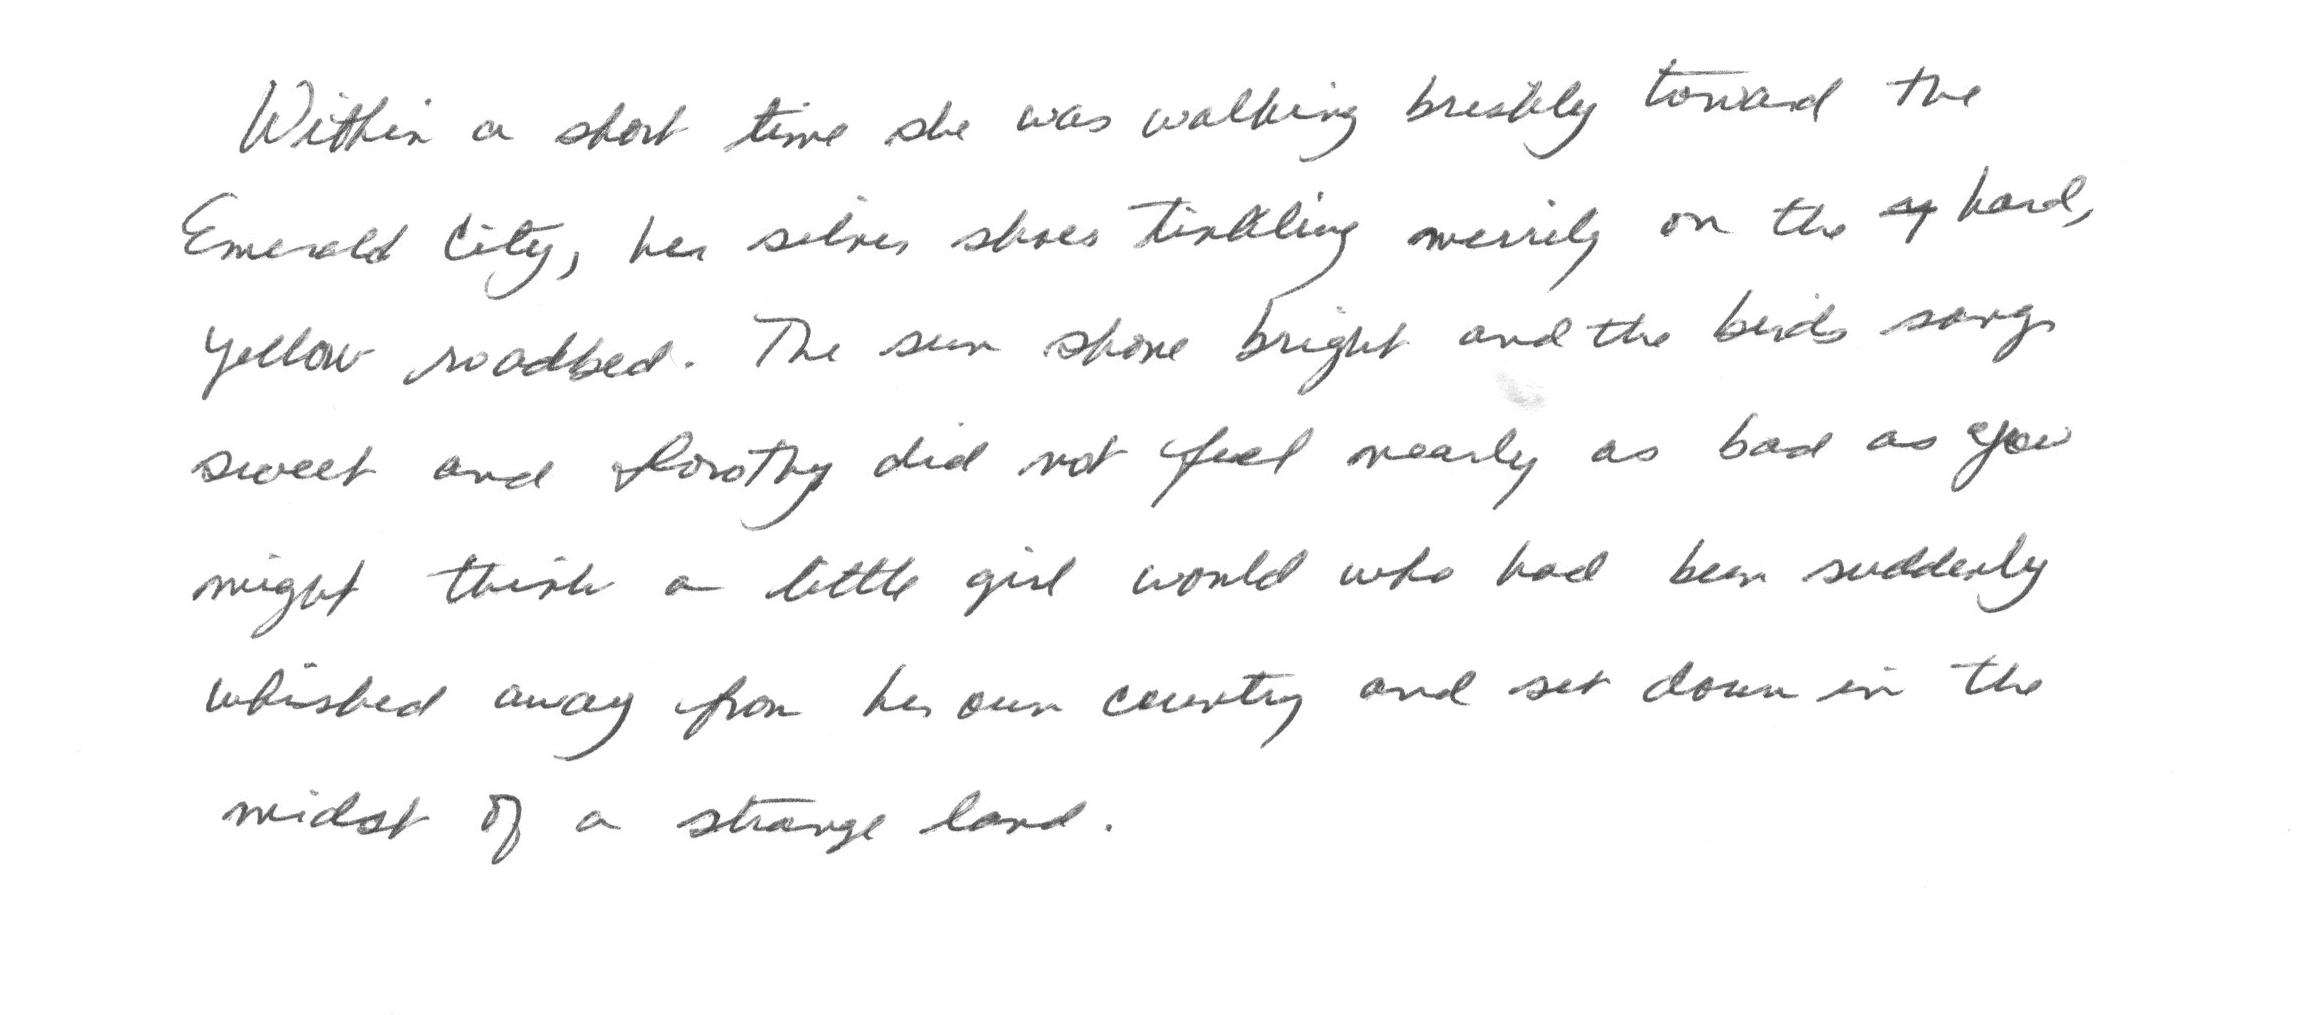 Within a short time she was walking briskly toward the
Emerald City, her silver shoes tinkling merrily on the hard,
yellow roadbed. The sun shone bright and the birds sang
sweet and Dorothy did not feel nearly as bad as you
might think a little girl would who had been suddenly
whisked away from her own country and set down in the
midst of a strange land.